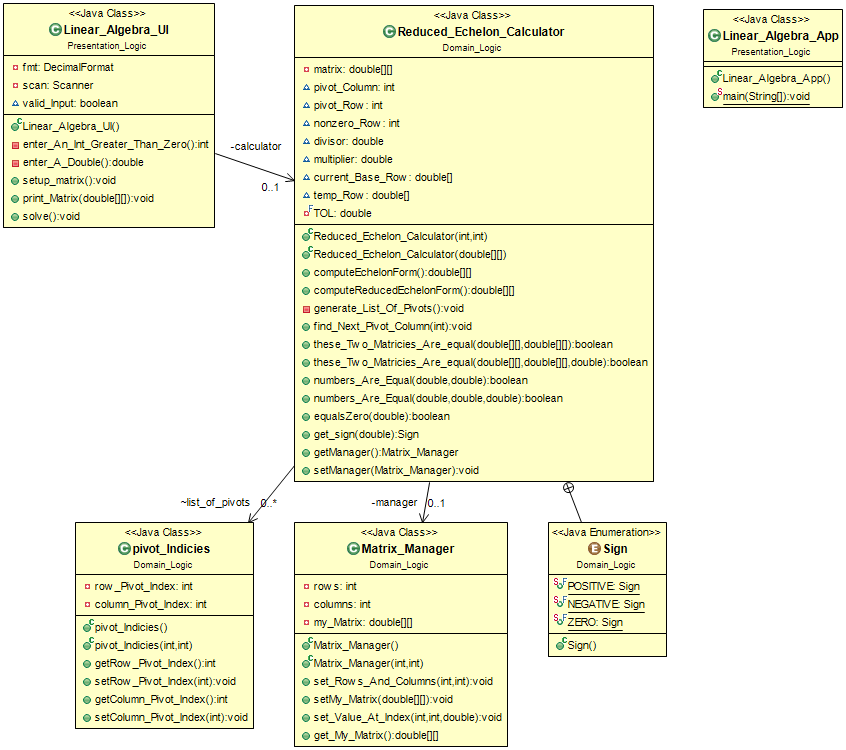 <<Java Class>>
Linear_Algebra_UI
Presentation_Logic
fmt: DecimalFormat
scan: Scanner
valid_Input: boolean
Linear_Algebra_UI()
enter_An_Int_Greater_Than_Zero():int
enter_A_Double():double
setup_matrix():void
print_Matrix(double[][]):void
solve():void
-calculator
0..1
<<Java Class>>
Reduced_Echelon_Calculator
Domain_Logic
matrix: double[][]
pivot_Column: int
pivot_Row: int
nonzero_Row: int
divisor: double
multiplier: double
current_Base_Row: double[]
temp_Row: double[]
TOL: double
Reduced_Echelon_Calculator(int,int)
Reduced_Echelon_Calculator(double[][])
computeEchelonForm():double[][]
computeReducedEchelonForm():double[][]
generate_List_Of_Pivots():void
find_Next_Pivot_Column(int):void
these_Two_Matricies_Are_equal(double[][],double[][]):boolean
these_Two_Matricies_Are_equal(double[][],double[][],double):boolean
numbers_Are_Equal(double,double):boolean
numbers_Are_Equal(double,double,double):boolean
equalsZero(double):boolean
get_sign(double):Sign
getManager():Matrix_Manager
setManager(Matrix_Manager):void
<<Java Class>>
Linear_Algebra_App
Presentation_Logic
Linear_Algebra_App()
main(String[]):void
~list_of_pivots
0..*
-manager
0..1
<<Java Class>>
pivot_Indicies
Domain_Logic
row_Pivot_Index: int
column_Pivot_Index: int
pivot_Indicies()
pivot_Indicies(int,int)
getRow_Pivot_Index():int
setRow_Pivot_Index(int):void
getColumn_Pivot_Index():int
setColumn_Pivot_Index(int):void
<<Java Class>>
Matrix_Manager
Domain_Logic
rows: int
columns: int
my_Matrix: double[][]
Matrix_Manager()
Matrix_Manager(int,int)
set_Rows_And_Columns(int,int):void
setMy_Matrix(double[][]):void
set_Value_At_Index(int,int,double):void
get_My_Matrix():double[][]
<<Java Enumeration>>
Sign
Domain_Logic
POSITIVE: Sign
NEGATIVE: Sign
ZERO: Sign
Sign()